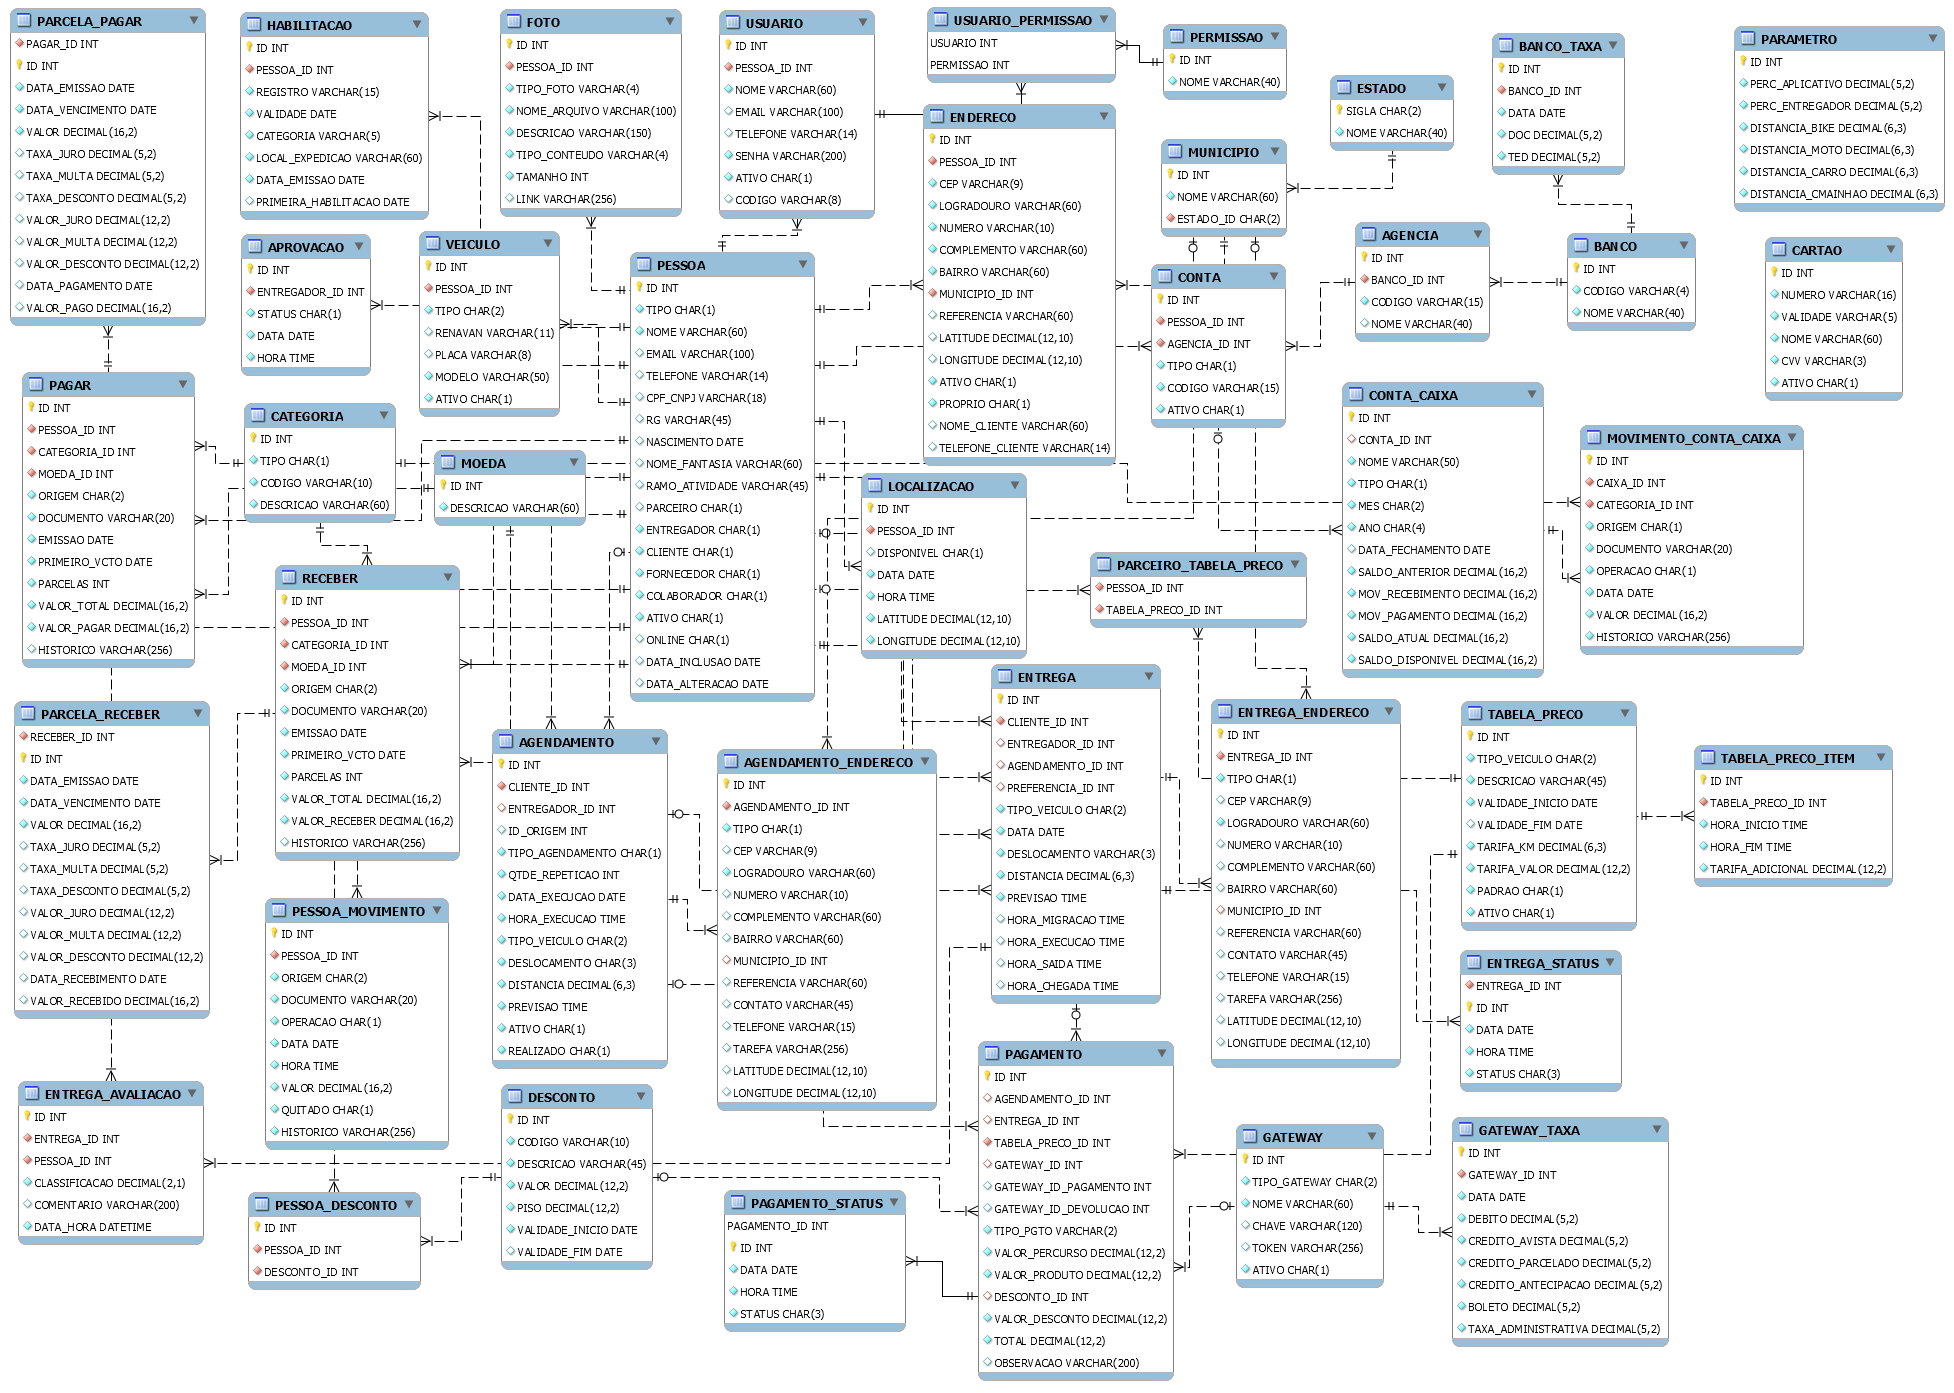 PARCELA_PAGAR
PAGAR_ID INT
ID INT
DATA_EMISSAO DATE
DATA_VENCIMENTO DATE
VALOR DECIMAL(16,2)
TAXA_JURO DECIMAL(5,2)
TAXA_MULTA DECIMAL(5,2)
TAXA_DESCONTO DECIMAL(5,2)
VALOR_JURO DECIMAL(12,2)
VALOR_MULTA DECIMAL(12,2)
VALOR_DESCONTO DECIMAL(12,2)
DATA_PAGAMENTO DATE
VALOR_PAGO DECIMAL(16,2)
HABILITACAO
ID INT
PESSOA_ID INT
REGISTRO VARCHAR(15)
VALIDADE DATE
CATEGORIA VARCHAR(5)
LOCAL_EXPEDICAO VARCHAR(60)
DATA_EMISSAO DATE
PRIMEIRA_HABILITACAO DATE
FOTO
ID INT
PESSOA_ID INT
TIPO_FOTO VARCHAR(4)
NOME_ARQUIVO VARCHAR(100)
DESCRICAO VARCHAR(150)
TIPO_CONTEUDO VARCHAR(4)
TAMANHO INT
LINK VARCHAR(256)
USUARIO
ID INT
PESSOA_ID INT
NOME VARCHAR(60)
EMAIL VARCHAR(100)
TELEFONE VARCHAR(14)
SENHA VARCHAR(200)
ATIVO CHAR(1)
CODIGO VARCHAR(8)
USUARIO_PERMISSAO
USUARIO INT
PERMISSAO INT
PERMISSAO
ID INT
NOME VARCHAR(40)
ESTADO
SIGLA CHAR(2)
NOME VARCHAR(40)
BANCO_TAXA
ID INT
BANCO_ID INT
DATA DATE
DOC DECIMAL(5,2)
TED DECIMAL(5,2)
PARAMETRO
ID INT
PERC_APLICATIVO DECIMAL(5,2)
PERC_ENTREGADOR DECIMAL(5,2)
DISTANCIA_BIKE DECIMAL(6,3)
DISTANCIA_MOTO DECIMAL(6,3)
DISTANCIA_CARRO DECIMAL(6,3)
DISTANCIA_CMAINHAO DECIMAL(6,3)
APROVACAO
ID INT
ENTREGADOR_ID INT
STATUS CHAR(1)
DATA DATE
HORA TIME
VEICULO
ID INT
PESSOA_ID INT
TIPO CHAR(2)
RENAVAN VARCHAR(11)
PLACA VARCHAR(8)
MODELO VARCHAR(50)
ATIVO CHAR(1)
PESSOA
ID INT
TIPO CHAR(1)
NOME VARCHAR(60)
EMAIL VARCHAR(100)
TELEFONE VARCHAR(14)
CPF_CNPJ VARCHAR(18)
RG VARCHAR(45)
NASCIMENTO DATE
NOME_FANTASIA VARCHAR(60)
RAMO_ATIVIDADE VARCHAR(45)
PARCEIRO CHAR(1)
ENTREGADOR CHAR(1)
CLIENTE CHAR(1)
FORNECEDOR CHAR(1)
COLABORADOR CHAR(1)
ATIVO CHAR(1)
ONLINE CHAR(1)
DATA_INCLUSAO DATE
DATA_ALTERACAO DATE
ENDERECO
ID INT
PESSOA_ID INT
CEP VARCHAR(9)
LOGRADOURO VARCHAR(60)
NUMERO VARCHAR(10)
COMPLEMENTO VARCHAR(60)
BAIRRO VARCHAR(60)
MUNICIPIO_ID INT
REFERENCIA VARCHAR(60)
LATITUDE DECIMAL(12,10)
LONGITUDE DECIMAL(12,10)
ATIVO CHAR(1)
PROPRIO CHAR(1)
NOME_CLIENTE VARCHAR(60)
TELEFONE_CLIENTE VARCHAR(14)
MUNICIPIO
ID INT
NOME VARCHAR(60)
ESTADO_ID CHAR(2)
CONTA
ID INT
PESSOA_ID INT
AGENCIA_ID INT
TIPO CHAR(1)
CODIGO VARCHAR(15)
ATIVO CHAR(1)
AGENCIA
ID INT
BANCO_ID INT
CODIGO VARCHAR(15)
NOME VARCHAR(40)
BANCO
ID INT
CODIGO VARCHAR(4)
NOME VARCHAR(40)
CARTAO
ID INT
NUMERO VARCHAR(16)
VALIDADE VARCHAR(5)
NOME VARCHAR(60)
CVV VARCHAR(3)
ATIVO CHAR(1)
PAGAR
ID INT
PESSOA_ID INT
CATEGORIA_ID INT
MOEDA_ID INT
ORIGEM CHAR(2)
DOCUMENTO VARCHAR(20)
EMISSAO DATE
PRIMEIRO_VCTO DATE
PARCELAS INT
VALOR_TOTAL DECIMAL(16,2)
VALOR_PAGAR DECIMAL(16,2)
HISTORICO VARCHAR(256)
CATEGORIA
ID INT
TIPO CHAR(1)
CODIGO VARCHAR(10)
DESCRICAO VARCHAR(60)
MOEDA
ID INT
DESCRICAO VARCHAR(60)
LOCALIZACAO
ID INT
PESSOA_ID INT
DISPONIVEL CHAR(1)
DATA DATE
HORA TIME
LATITUDE DECIMAL(12,10)
LONGITUDE DECIMAL(12,10)
CONTA_CAIXA
ID INT
CONTA_ID INT
NOME VARCHAR(50)
TIPO CHAR(1)
MES CHAR(2)
ANO CHAR(4)
DATA_FECHAMENTO DATE
SALDO_ANTERIOR DECIMAL(16,2)
MOV_RECEBIMENTO DECIMAL(16,2)
MOV_PAGAMENTO DECIMAL(16,2)
SALDO_ATUAL DECIMAL(16,2)
SALDO_DISPONIVEL DECIMAL(16,2)
MOVIMENTO_CONTA_CAIXA
ID INT
CAIXA_ID INT
CATEGORIA_ID INT
ORIGEM CHAR(1)
DOCUMENTO VARCHAR(20)
OPERACAO CHAR(1)
DATA DATE
VALOR DECIMAL(16,2)
HISTORICO VARCHAR(256)
PARCEIRO_TABELA_PRECO
PESSOA_ID INT
TABELA_PRECO_ID INT
RECEBER
ID INT
PESSOA_ID INT
CATEGORIA_ID INT
MOEDA_ID INT
ORIGEM CHAR(2)
DOCUMENTO VARCHAR(20)
EMISSAO DATE
PRIMEIRO_VCTO DATE
PARCELAS INT
VALOR_TOTAL DECIMAL(16,2)
VALOR_RECEBER DECIMAL(16,2)
HISTORICO VARCHAR(256)
PARCELA_RECEBER
RECEBER_ID INT
ID INT
DATA_EMISSAO DATE
DATA_VENCIMENTO DATE
VALOR DECIMAL(16,2)
TAXA_JURO DECIMAL(5,2)
TAXA_MULTA DECIMAL(5,2)
TAXA_DESCONTO DECIMAL(5,2)
VALOR_JURO DECIMAL(12,2)
VALOR_MULTA DECIMAL(12,2)
VALOR_DESCONTO DECIMAL(12,2)
DATA_RECEBIMENTO DATE
VALOR_RECEBIDO DECIMAL(16,2)
AGENDAMENTO
ID INT
CLIENTE_ID INT
ENTREGADOR_ID INT
ID_ORIGEM INT
TIPO_AGENDAMENTO CHAR(1)
QTDE_REPETICAO INT
DATA_EXECUCAO DATE
HORA_EXECUCAO TIME
TIPO_VEICULO CHAR(2)
DESLOCAMENTO CHAR(3)
DISTANCIA DECIMAL(6,3)
PREVISAO TIME
ATIVO CHAR(1)
REALIZADO CHAR(1)
AGENDAMENTO_ENDERECO
ID INT
AGENDAMENTO_ID INT
TIPO CHAR(1)
CEP VARCHAR(9)
LOGRADOURO VARCHAR(60)
NUMERO VARCHAR(10)
COMPLEMENTO VARCHAR(60)
BAIRRO VARCHAR(60)
MUNICIPIO_ID INT
REFERENCIA VARCHAR(60)
CONTATO VARCHAR(45)
TELEFONE VARCHAR(15)
TAREFA VARCHAR(256)
LATITUDE DECIMAL(12,10)
LONGITUDE DECIMAL(12,10)
ENTREGA
ID INT
CLIENTE_ID INT
ENTREGADOR_ID INT
AGENDAMENTO_ID INT
PREFERENCIA_ID INT
TIPO_VEICULO CHAR(2)
DATA DATE
DESLOCAMENTO VARCHAR(3)
DISTANCIA DECIMAL(6,3)
PREVISAO TIME
HORA_MIGRACAO TIME
HORA_EXECUCAO TIME
HORA_SAIDA TIME
HORA_CHEGADA TIME
ENTREGA_ENDERECO
ID INT
ENTREGA_ID INT
TIPO CHAR(1)
CEP VARCHAR(9)
LOGRADOURO VARCHAR(60)
NUMERO VARCHAR(10)
COMPLEMENTO VARCHAR(60)
BAIRRO VARCHAR(60)
MUNICIPIO_ID INT
REFERENCIA VARCHAR(60)
CONTATO VARCHAR(45)
TELEFONE VARCHAR(15)
TAREFA VARCHAR(256)
LATITUDE DECIMAL(12,10)
LONGITUDE DECIMAL(12,10)
TABELA_PRECO
ID INT
TIPO_VEICULO CHAR(2)
DESCRICAO VARCHAR(45)
VALIDADE_INICIO DATE
VALIDADE_FIM DATE
TARIFA_KM DECIMAL(6,3)
TARIFA_VALOR DECIMAL(12,2)
PADRAO CHAR(1)
ATIVO CHAR(1)
TABELA_PRECO_ITEM
ID INT
TABELA_PRECO_ID INT
HORA_INICIO TIME
HORA_FIM TIME
TARIFA_ADICIONAL DECIMAL(12,2)
PESSOA_MOVIMENTO
ID INT
PESSOA_ID INT
ORIGEM CHAR(2)
DOCUMENTO VARCHAR(20)
OPERACAO CHAR(1)
DATA DATE
HORA TIME
VALOR DECIMAL(16,2)
QUITADO CHAR(1)
HISTORICO VARCHAR(256)
ENTREGA_STATUS
ENTREGA_ID INT
ID INT
DATA DATE
HORA TIME
STATUS CHAR(3)
ENTREGA_AVALIACAO
ID INT
ENTREGA_ID INT
PESSOA_ID INT
CLASSIFICACAO DECIMAL(2,1)
COMENTARIO VARCHAR(200)
DATA_HORA DATETIME
PESSOA_DESCONTO
ID INT
PESSOA_ID INT
DESCONTO_ID INT
DESCONTO
ID INT
CODIGO VARCHAR(10)
DESCRICAO VARCHAR(45)
VALOR DECIMAL(12,2)
PISO DECIMAL(12,2)
VALIDADE_INICIO DATE
VALIDADE_FIM DATE
PAGAMENTO_STATUS
PAGAMENTO_ID INT
ID INT
DATA DATE
HORA TIME
STATUS CHAR(3)
PAGAMENTO
ID INT
AGENDAMENTO_ID INT
ENTREGA_ID INT
TABELA_PRECO_ID INT
GATEWAY_ID INT
GATEWAY_ID_PAGAMENTO INT
GATEWAY_ID_DEVOLUCAO INT
TIPO_PGTO VARCHAR(2)
VALOR_PERCURSO DECIMAL(12,2)
VALOR_PRODUTO DECIMAL(12,2)
DESCONTO_ID INT
VALOR_DESCONTO DECIMAL(12,2)
TOTAL DECIMAL(12,2)
OBSERVACAO VARCHAR(200)
GATEWAY
ID INT
TIPO_GATEWAY CHAR(2)
NOME VARCHAR(60)
CHAVE VARCHAR(120)
TOKEN VARCHAR(256)
ATIVO CHAR(1)
GATEWAY_TAXA
ID INT
GATEWAY_ID INT
DATA DATE
DEBITO DECIMAL(5,2)
CREDITO_AVISTA DECIMAL(5,2)
CREDITO_PARCELADO DECIMAL(5,2)
CREDITO_ANTECIPACAO DECIMAL(5,2)
BOLETO DECIMAL(5,2)
TAXA_ADMINISTRATIVA DECIMAL(5,2)